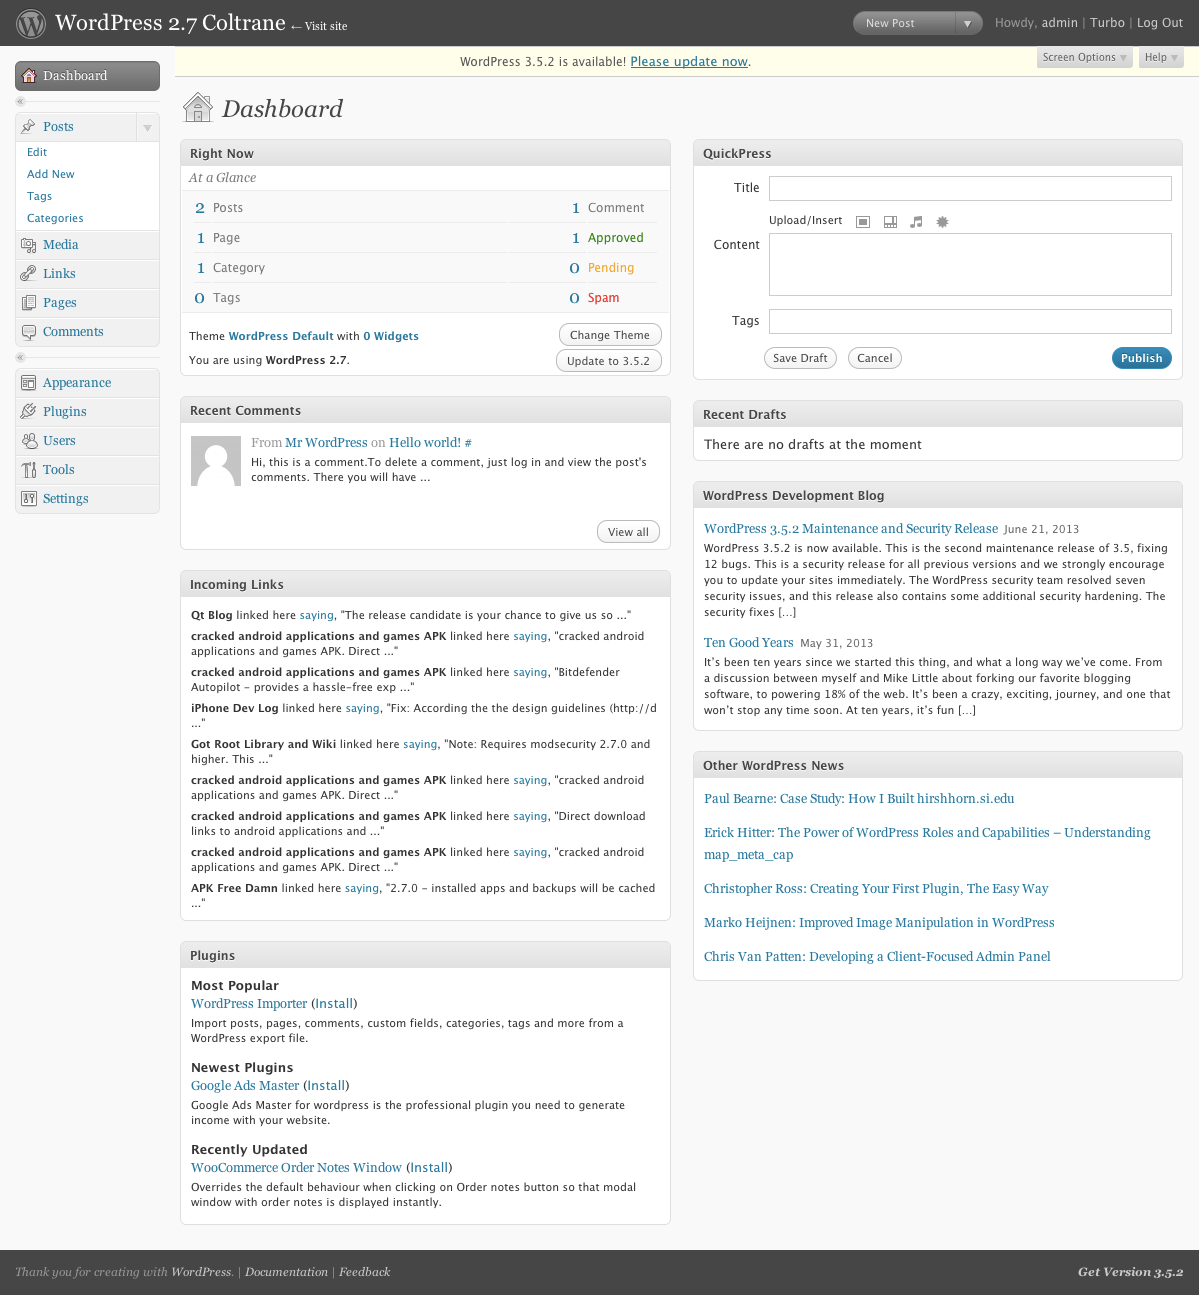 WordPress 2.7 Coltrane ← Visit site
New Post
Howdy, admin | Turbo | Log Out
WordPress 3.5.2 is available! Please update now.
Screen Options
Help
Dashboard
Posts
Edit
Add New
Tags
Categories
Media
Links
Pages
Comments
Appearance
Plugins
Users
Tools
Settings
Dashboard
Right Now
At a Glance
2 Posts
1 Comment
1 Page
1 Approved
1 Category
0 Pending
0 Tags
0 Spam
Theme WordPress Default with 0 Widgets
Change Theme
You are using WordPress 2.7.
Update to 3.5.2
Recent Comments
From Mr WordPress on Hello world! #
Hi, this is a comment.To delete a comment, just log in and view the post's
comments. There you will have ...
View all
Incoming Links
Qt Blog linked here saying, "The release candidate is your chance to give us so ..."
cracked android applications and games APK linked here saying, "cracked android
applications and games APK. Direct ..."
cracked android applications and games APK linked here saying, "Bitdefender
Autopilot - provides a hassle-free exp ..."
iPhone Dev Log linked here saying, "Fix: According the the design guidelines (http://d
..."
Got Root Library and Wiki linked here saying, "Note: Requires modsecurity 2.7.0 and
higher. This ..."
cracked android applications and games APK linked here saying, "cracked android
applications and games APK. Direct ..."
cracked android applications and games APK linked here saying, "Direct download
links to android applications and ..."
cracked android applications and games APK linked here saying, "cracked android
applications and games APK. Direct ..."
APK Free Damn linked here saying, "2.7.0 - installed apps and backups will be cached
..."
Plugins
Most Popular
WordPress Importer (Install)
Import posts, pages, comments, custom fields, categories, tags and more from a
WordPress export file.
Newest Plugins
Google Ads Master (Install)
Google Ads Master for wordpress is the professional plugin you need to generate
income with your website.
Recently Updated
WooCommerce Order Notes Window (Install)
Overrides the default behaviour when clicking on Order notes button so that modal
window with order notes is displayed instantly.
QuickPress
Title
Upload/Insert
Content
Tags
Save Draft
Cancel
Publish
Recent Drafts
There are no drafts at the moment
WordPress Development Blog
WordPress 3.5.2 Maintenance and Security Release June 21, 2013
WordPress 3.5.2 is now available. This is the second maintenance release of 3.5, fixing
12 bugs. This is a security release for all previous versions and we strongly encourage
you to update your sites immediately. The WordPress security team resolved seven
security issues, and this release also contains some additional security hardening. The
security fixes [...]
Ten Good Years May 31, 2013
It's been ten years since we started this thing, and what a long way we've come. From
a discussion between myself and Mike Little about forking our favorite blogging
software, to powering 18% of the web. It's been a crazy, exciting, journey, and one that
won't stop any time soon. At ten years, it's fun [...]
Other WordPress News
Paul Bearne: Case Study: How I Built hirshhorn.si.edu
Erick Hitter: The Power of WordPress Roles and Capabilities – Understanding
map_meta_cap
Christopher Ross: Creating Your First Plugin, The Easy Way
Marko Heijnen: Improved Image Manipulation in WordPress
Chris Van Patten: Developing a Client-Focused Admin Panel
Thank you for creating with WordPress. | Documentation | Feedback
Get Version 3.5.2